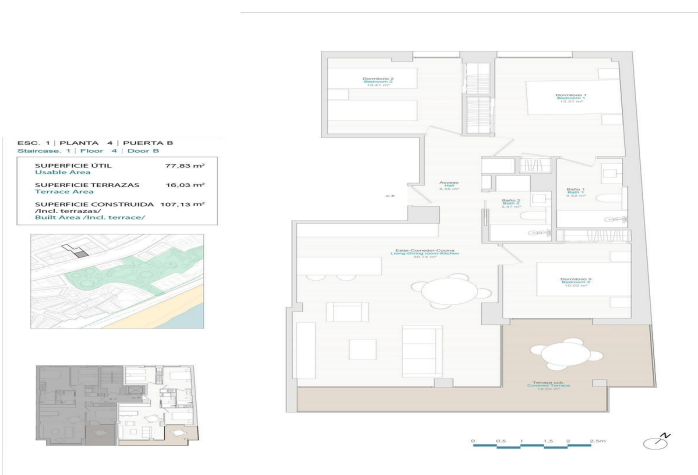 ESC. 1 | PLANTA 4 | PUERTA B
Staircase. 1 | Floor 4 | Door B
SUPERFICIE ÚTIL 77,83 m²
Usable Area
SUPERFICIE TERRAZAS 16,03 m²
Terrace Area
SUPERFICIE CONSTRUIDA 107,13 m²
/Incl. terrazas/
Built Area /Incl. terrace/
Dormitorio 2
Bedroom 2
Dormitorio 1
Bedroom 1
Acceso
Hall
Baño 1
Bath 1
Baño 2
Bath 2
Estar-Comedor-Cocina
Living-Dining room-Kitchen
Dormitorio 3
Bedroom 3
Terraza cub.
Covered Terrace
0 0,5 1 1,5 2 2,5m
N